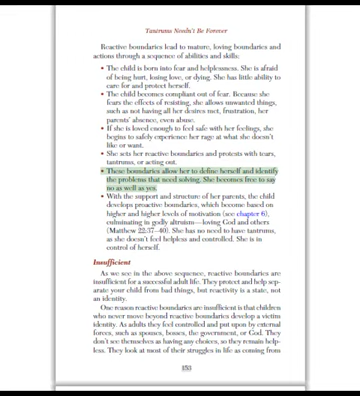 Tantrums Needn't Be Forever
Reactive boundaries lead to mature, loving boundaries and
actions through a sequence of abilities and skills:
• The child is born into fear and helplessness. She is afraid
of being hurt, losing love, or dying. She has little ability to
care for and protect herself.
• The child becomes compliant out of fear. Because she
fears the effects of resisting, she allows unwanted things,
such as not having all her desires met, frustration, her
parents' absence, even abuse.
• If she is loved enough to feel safe with her feelings, she
begins to safely experience her rage at what she doesn't
like or want.
• She sets her reactive boundaries and protests with tears,
tantrums, or acting out.
• These boundaries allow her to define herself and identify
the problems that need solving. She becomes free to say
no as well as yes.
• With the support and structure of her parents, the child
develops proactive boundaries, which become based on
higher and higher levels of motivation (see chapter 6),
culminating in godly altruism—loving God and others
(Matthew 22:37–40). She has no need to have tantrums,
as she doesn't feel helpless and controlled. She is in
control of herself.
Insufficient
As we see in the above sequence, reactive boundaries are
insufficient for a successful adult life. They protect and help sep-
arate your child from bad things, but reactivity is a state, not
an identity.
One reason reactive boundaries are insufficient is that children
who never move beyond reactive boundaries develop a victim
identity. As adults they feel controlled and put upon by external
forces, such as spouses, bosses, the government, or God. They
don't see themselves as having any choices, so they remain help-
less. They look at most of their struggles in life as coming from